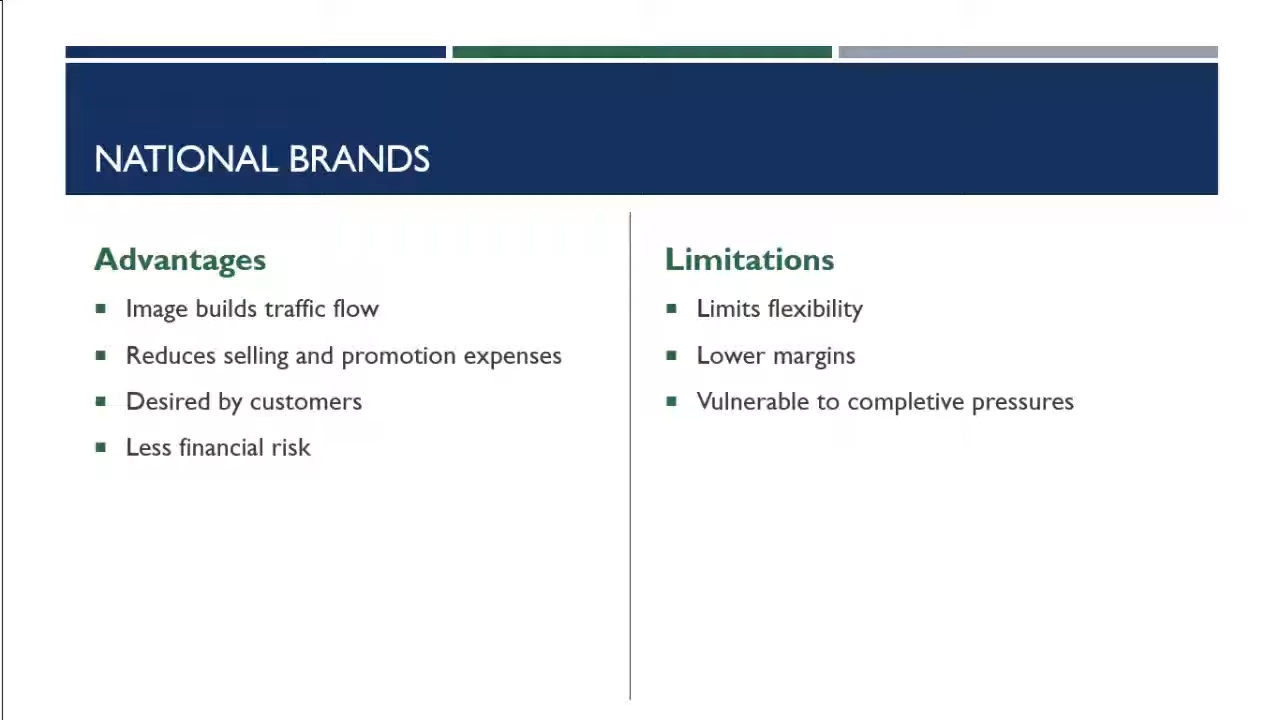 NATIONAL BRANDS
Advantages
Image builds traffic flow
Reduces selling and promotion expenses
Desired by customers
Less financial risk
Limitations
Limits flexibility
Lower margins
Vulnerable to completive pressures